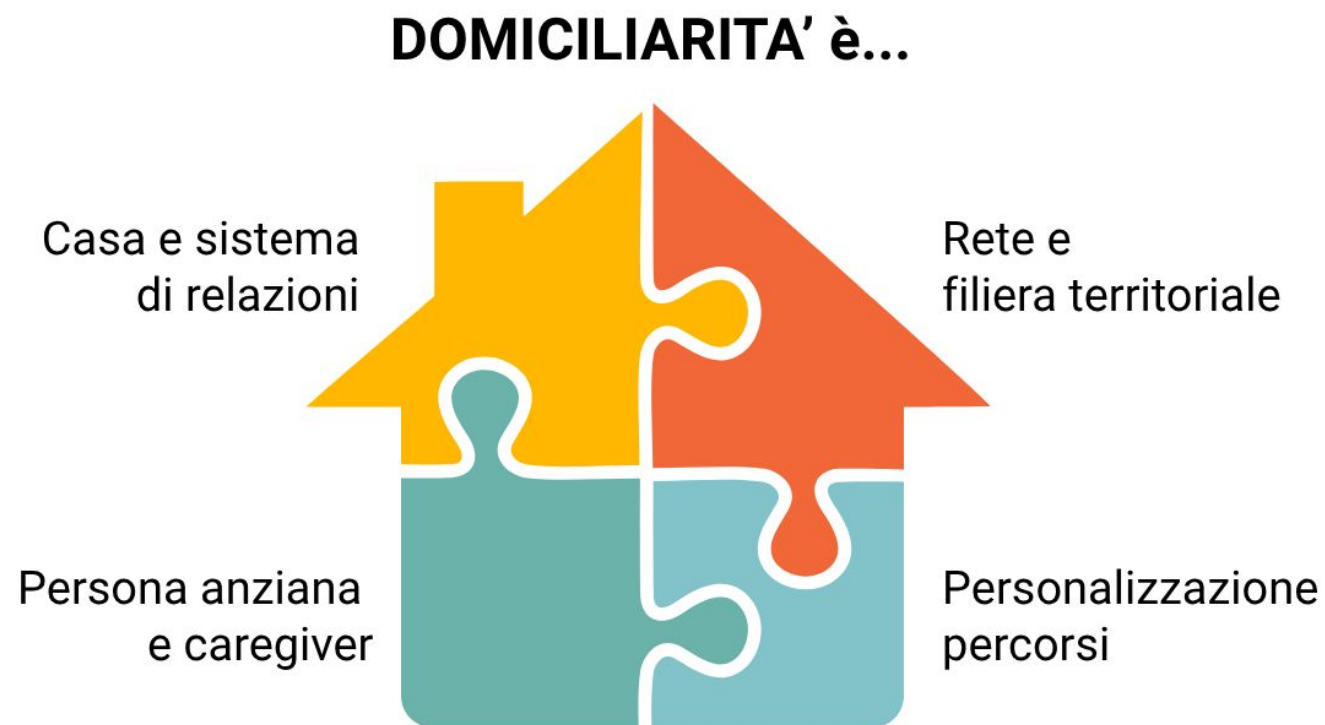 DOMICILIARITA’ è...
Casa e sistema
di relazioni
Rete e
filiera territoriale
Persona anziana
e caregiver
Personalizzazione
percorsi